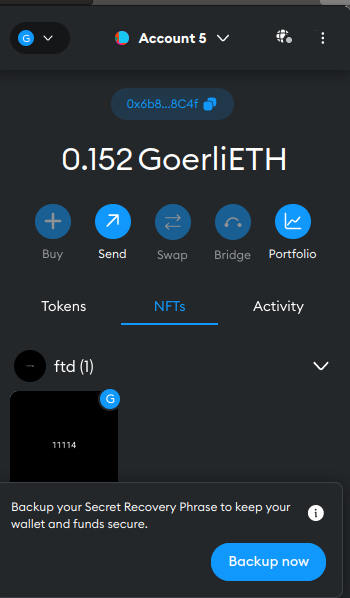 G
Account 5
0x6b8...8C4f
0.152 GoerliETH
Buy Send Swap Bridge Portfolio
Tokens NFTs Activity
ftd (1)
G
11114
Backup your Secret Recovery Phrase to keep your
wallet and funds secure.
Backup now